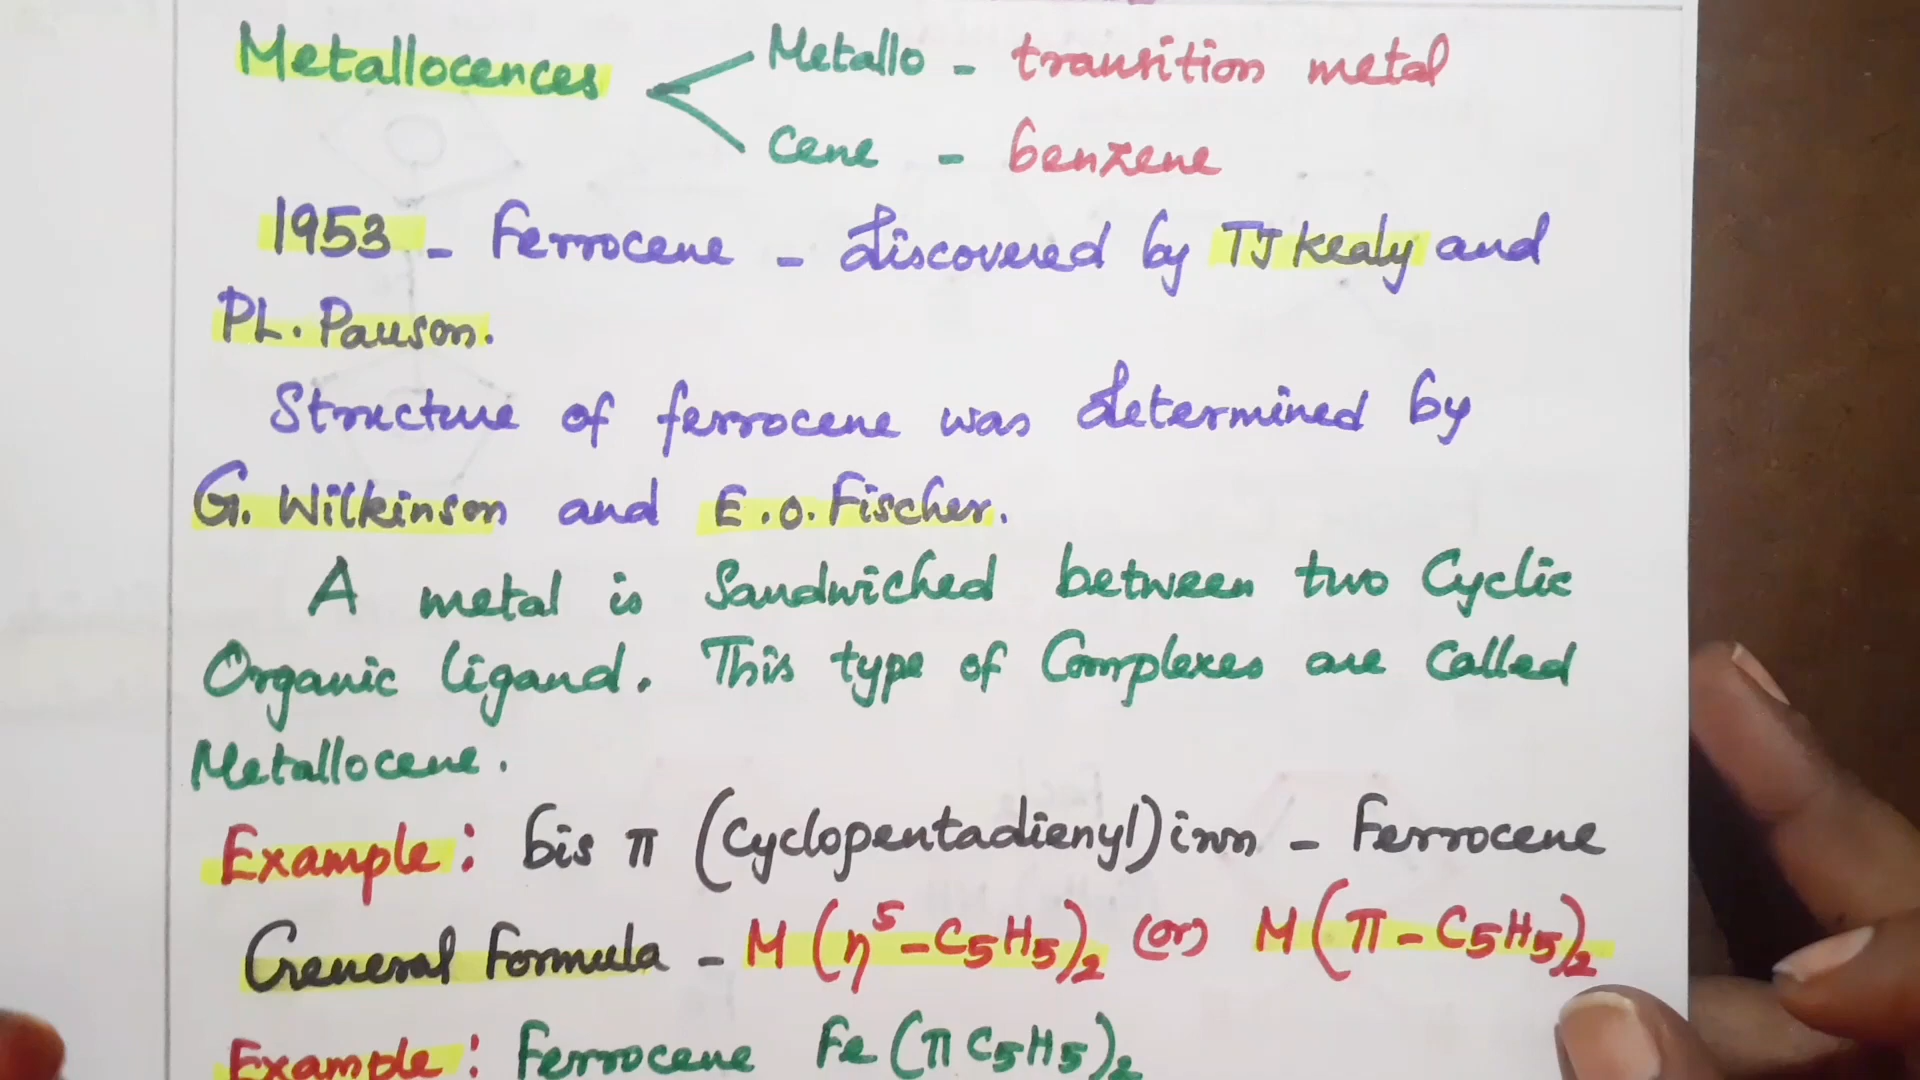 Metallocences
Metallo - transition metal
Cene - benzene
1953 - Ferrocene - discovered by TJ Kealy and
PL. Pauson.
Structure of ferrocene was determined by
G. Wilkinson and E.O. Fischer.
A metal is Sandwiched between two Cyclic
Organic ligand. This type of Complexes are called
Metallocene.
Example: bis π (Cyclopentadienyl) iron - Ferrocene
General Formula - M(η⁵-C₅H₅)₂ (or) M(π-C₅H₅)₂
Example: Ferrocene Fe(πC₅H₅)₂